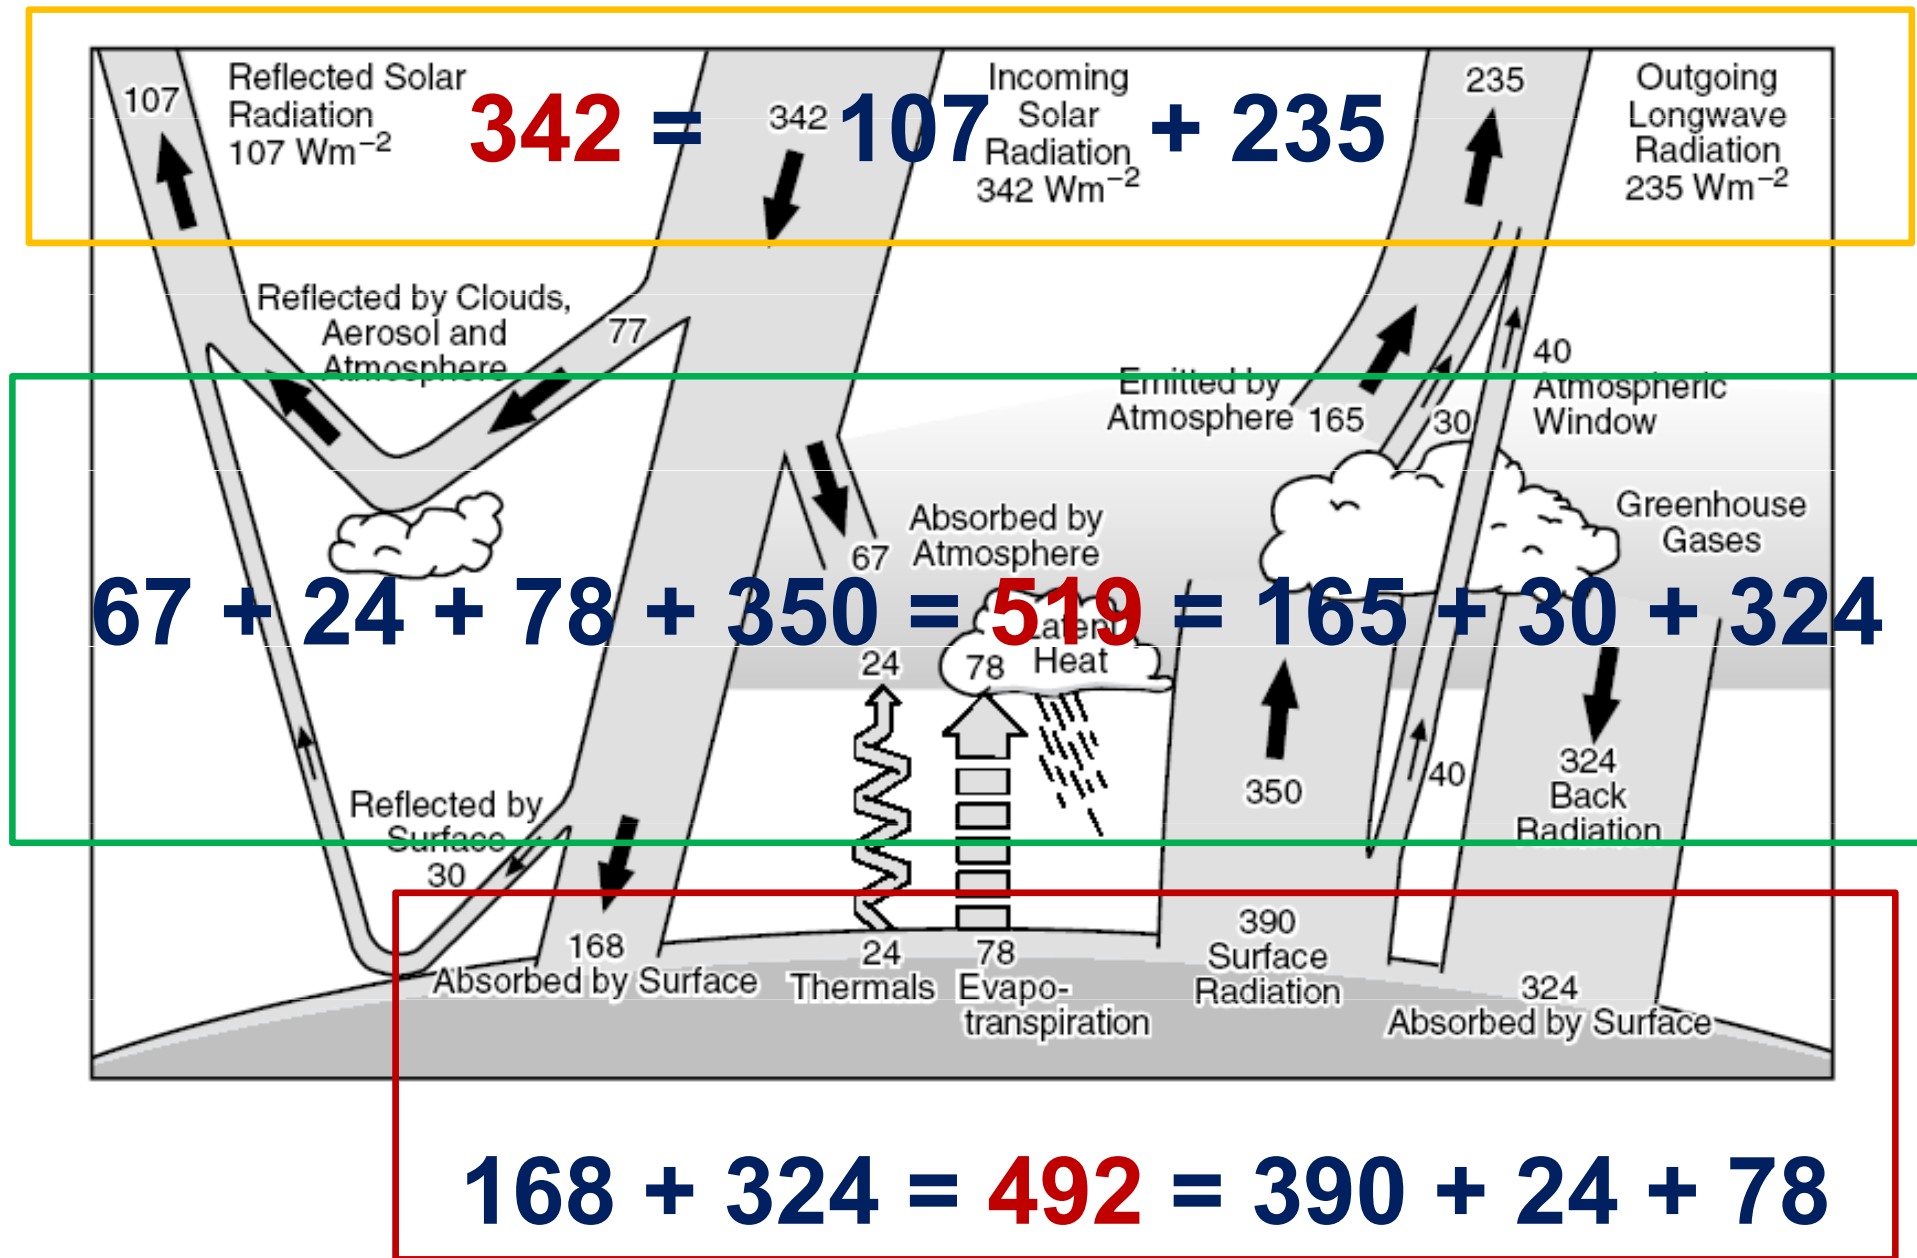 107
Reflected Solar
Radiation
107 Wm⁻²
342 = 107 + 235
342
Incoming
Solar
Radiation
342 Wm⁻²
235
Outgoing
Longwave
Radiation
235 Wm⁻²
Reflected by Clouds,
Aerosol and
Atmosphere
77
Emitted by
Atmosphere
165
30
40
Atmospheric
Window
Greenhouse
Gases
67
Absorbed by
Atmosphere
67 + 24 + 78 + 350 = 519 = 165 + 30 + 324
24
78
Latent
Heat
350
40
324
Back
Radiation
Reflected by
Surface
30
168
Absorbed by Surface
24
Thermals
78
Evapo-
transpiration
390
Surface
Radiation
324
Absorbed by Surface
168 + 324 = 492 = 390 + 24 + 78